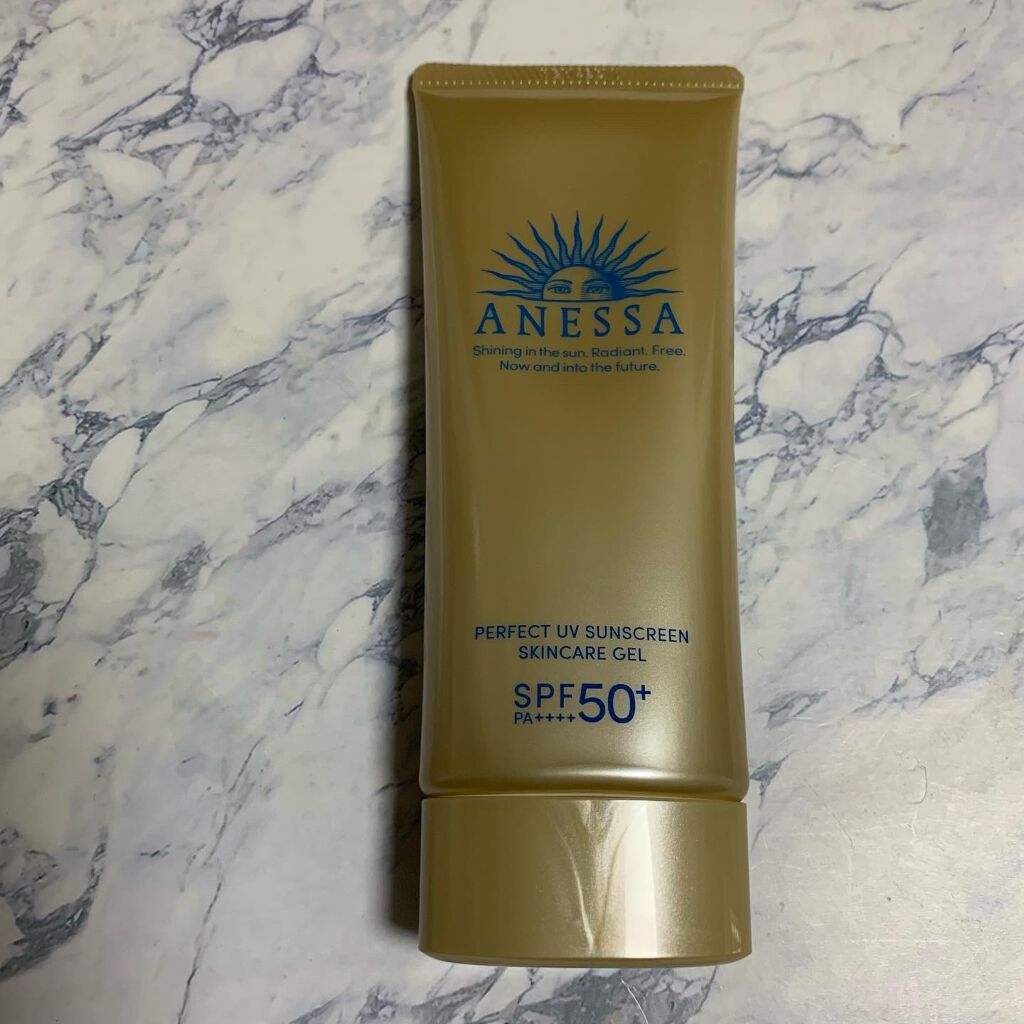 ANESSA
Shining in the sun. Radiant. Free.
Now and into the future.
PERFECT UV SUNSCREEN
SKINCARE GEL
SPF50+
PA++++